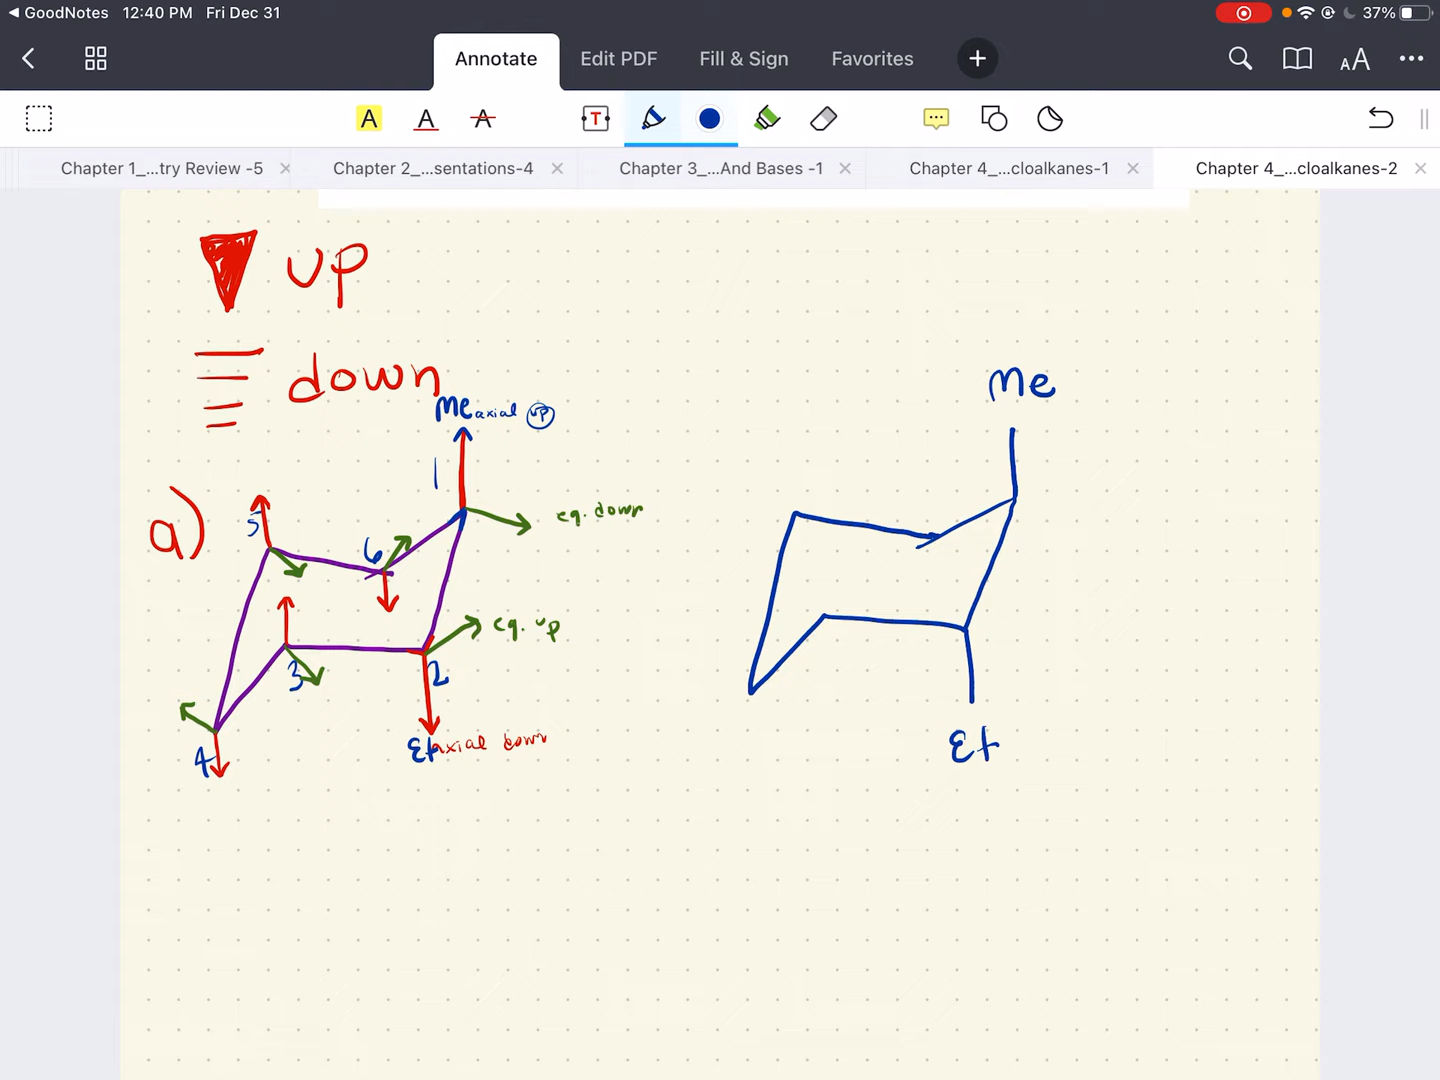 GoodNotes 12:40 PM Fri Dec 31 37%
Annotate Edit PDF Fill & Sign Favorites
A A A T AA
Chapter 1_...try Review -5 Chapter 2_...sentations-4 Chapter 3_...And Bases -1 Chapter 4_...cloalkanes-1 Chapter 4_...cloalkanes-2
up
down
Me axial up
Me
1
a)
5
6
eq. down
eq. up
3
2
4
Et axial down
Et